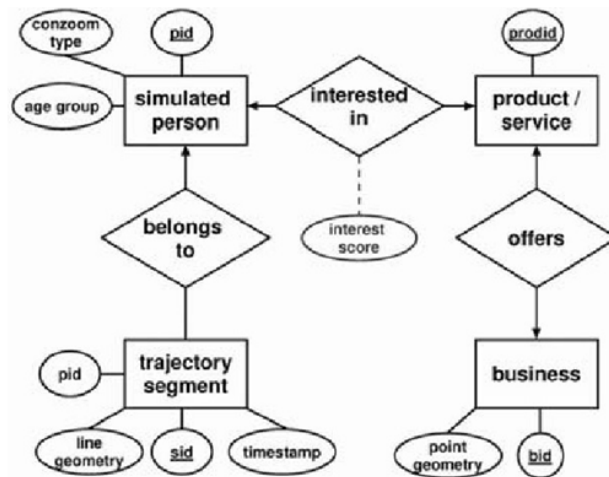 conzoom
type
pid
prodid
age group
simulated
person
interested
in
product /
service
belongs
to
interest
score
offers
pid
trajectory
segment
business
line
geometry
sid
timestamp
point
geometry
bid